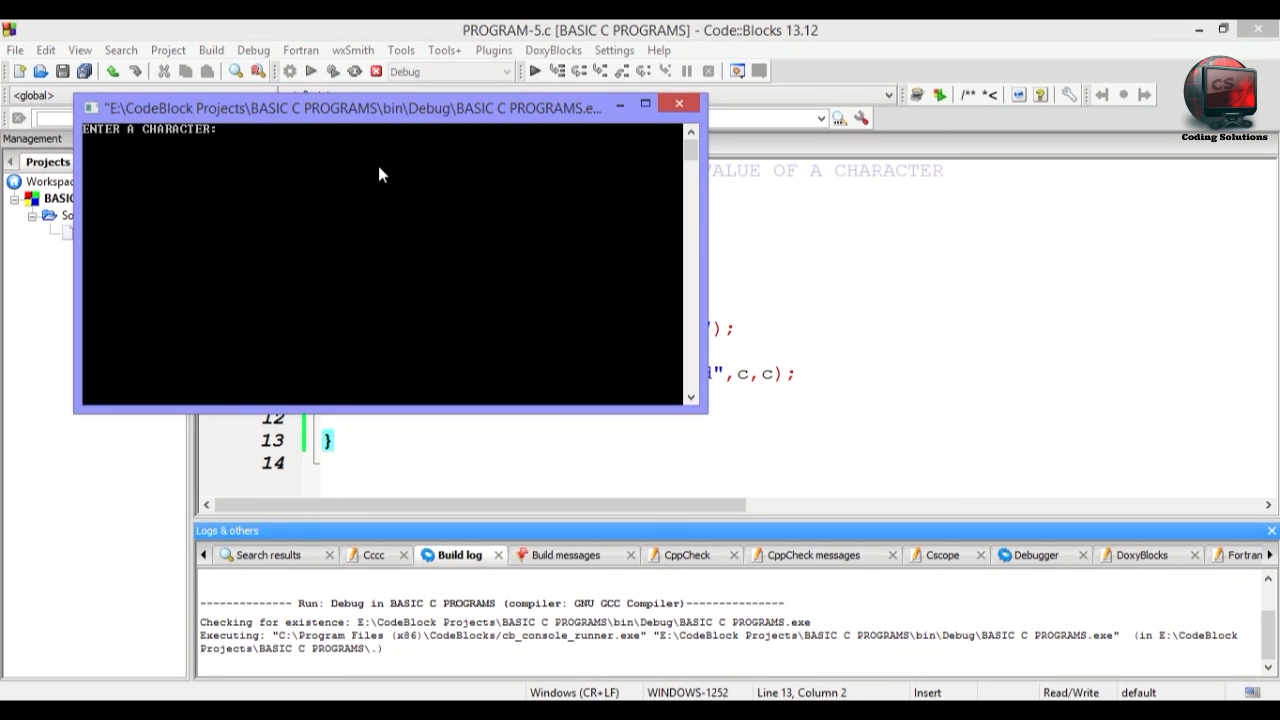 PROGRAM-5.c [BASIC C PROGRAMS] - Code::Blocks 13.12
File Edit View Search Project Build Debug Fortran wxSmith Tools Tools+ Plugins DoxyBlocks Settings Help
Debug
<global>
/** *<
CS
Coding Solutions
"E:\CodeBlock Projects\BASIC C PROGRAMS\bin\Debug\BASIC C PROGRAMS.e...
ENTER A CHARACTER:
Management
Projects
Workspac
BASIC
So
VALUE OF A CHARACTER
");
",c,c);
12
13 }
14
Logs & others
Search results Cccc Build log Build messages CppCheck CppCheck messages Cscope Debugger DoxyBlocks Fortran
-------------- Run: Debug in BASIC C PROGRAMS (compiler: GNU GCC Compiler)---------------
Checking for existence: E:\CodeBlock Projects\BASIC C PROGRAMS\bin\Debug\BASIC C PROGRAMS.exe
Executing: "C:\Program Files (x86)\CodeBlocks/cb_console_runner.exe" "E:\CodeBlock Projects\BASIC C PROGRAMS\bin\Debug\BASIC C PROGRAMS.exe"  (in E:\CodeBlock
Projects\BASIC C PROGRAMS\.)
Windows (CR+LF) WINDOWS-1252 Line 13, Column 2 Insert Read/Write default